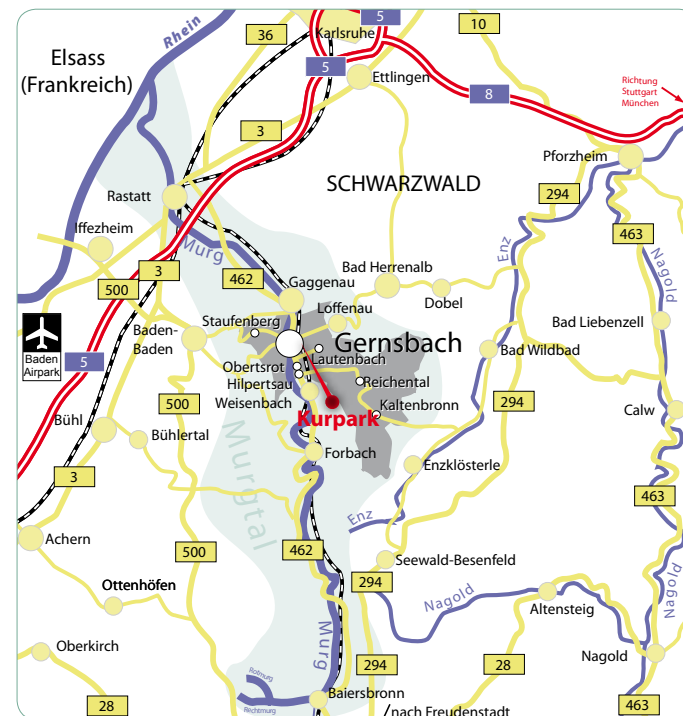 5
Karlsruhe
10
36
Rhein
Elsass
(Frankreich)
5
Ettlingen
8
Richtung
Stuttgart
München
3
Pforzheim
294
SCHWARZWALD
Rastatt
463
Iffezheim
Murg
Enz
Nagold
3
462
500
Gaggenau
Bad Herrenalb
Dobel
Loffenau
Staufenberg
Baden-
Baden
Gernsbach
Bad Liebenzell
Baden
Airpark
5
Lautenbach
Bad Wildbad
Obertsrot
Hilpertsau
Reichental
Weisenbach
Kaltenbronn
294
Calw
500
Kurpark
Bühl
Bühlertal
Murgtal
Forbach
Enzklösterle
3
463
Enz
Achern
500
462
Seewald-Besenfeld
294
Ottenhöfen
Nagold
Altensteig
Nagold
Murg
Oberkirch
294
28
Nagold
Rotmurg
Baiersbronn
28
Rechtmurg
463
/nach Freudenstadt